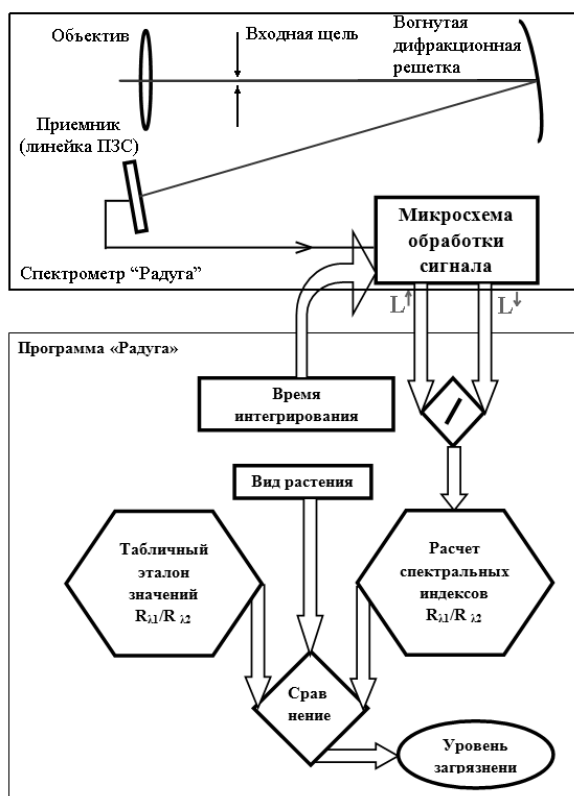 Объектив
Входная щель
Вогнутая
дифракционная
решетка
Приемник
(линейка ПЗС)
Микросхема
обработки
сигнала
Спектрометр “Радуга”
L↑
L↓
Программа «Радуга»
Время
интегрирования
/
Вид растения
Табличный
эталон
значений
Rλ1/R λ2
Расчет
спектральных
индексов
Rλ1/R λ2
Срав
нение
Уровень
загрязнени